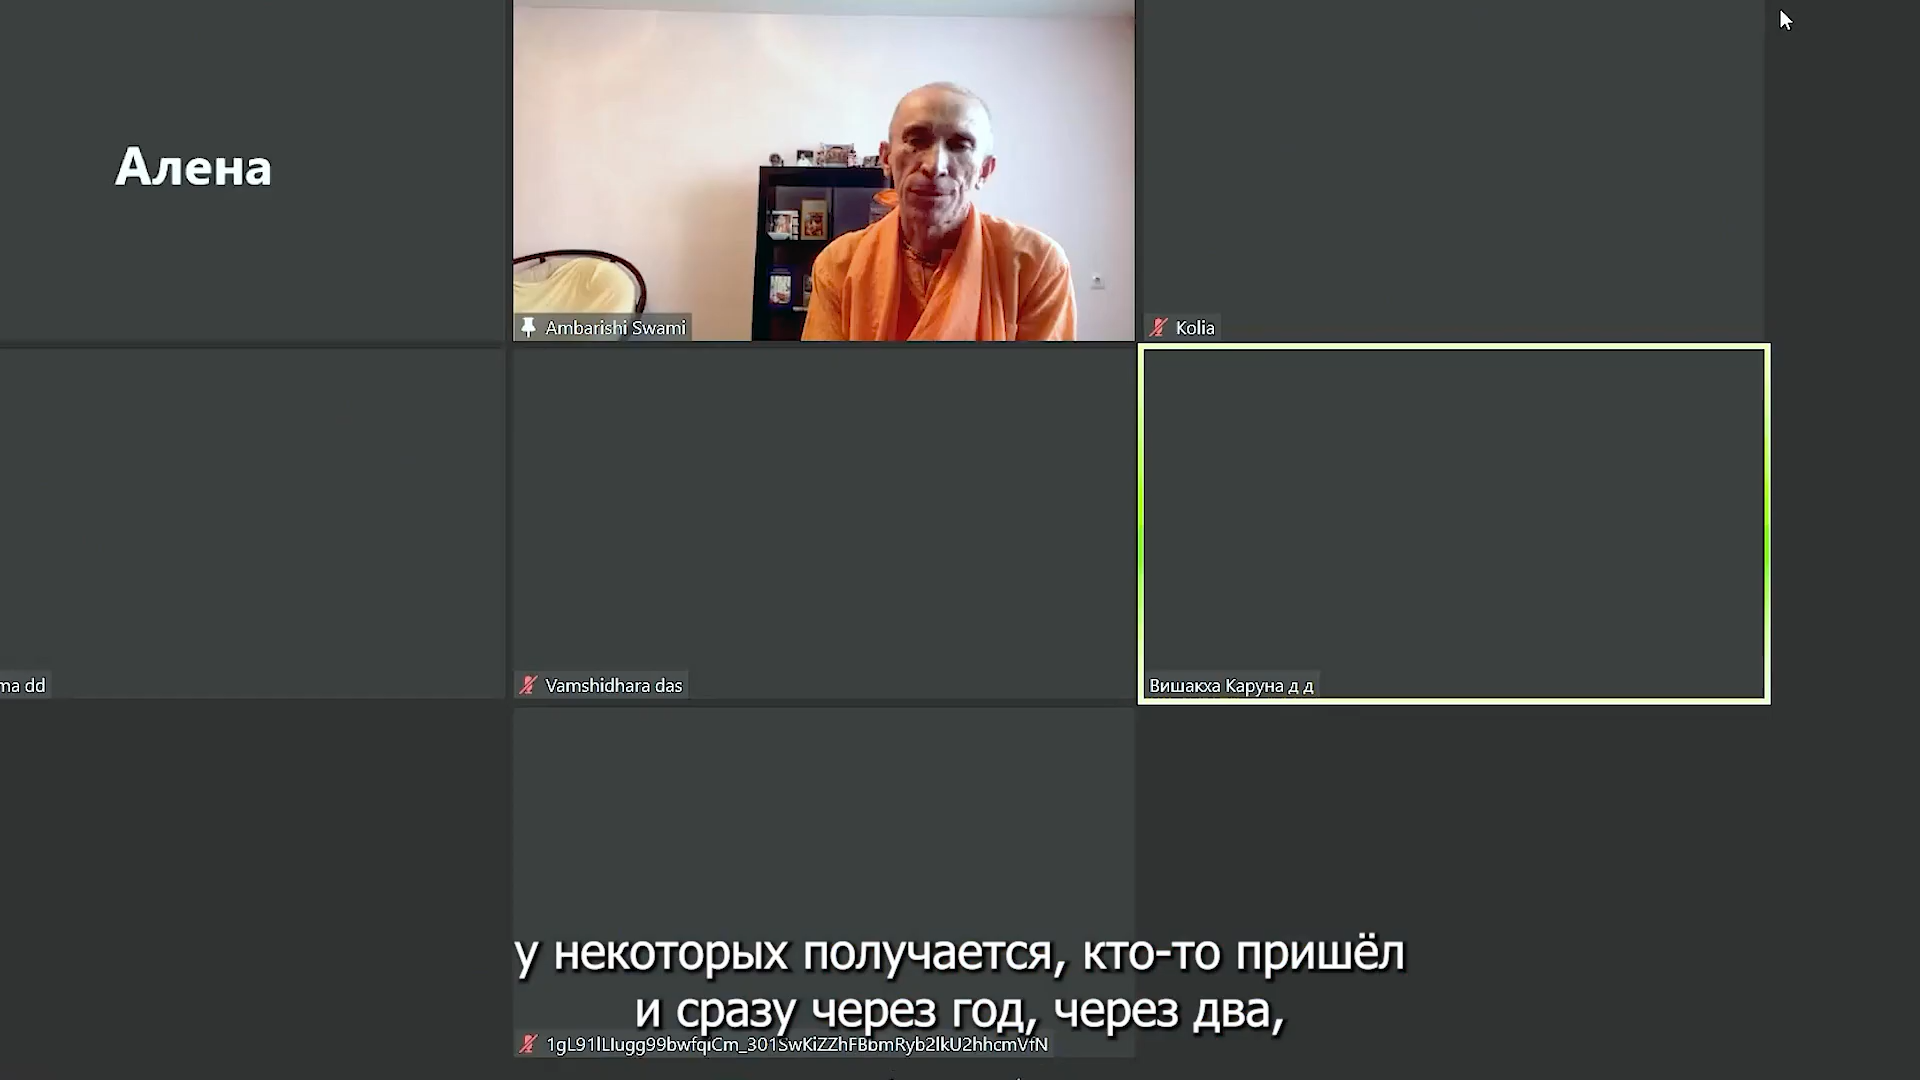 Алена
Ambarishi Swami
Kolia
ma dd
Vamshidhara das
Вишакха Каруна д д
у некоторых получается, кто-то пришёл
и сразу через год, через два,